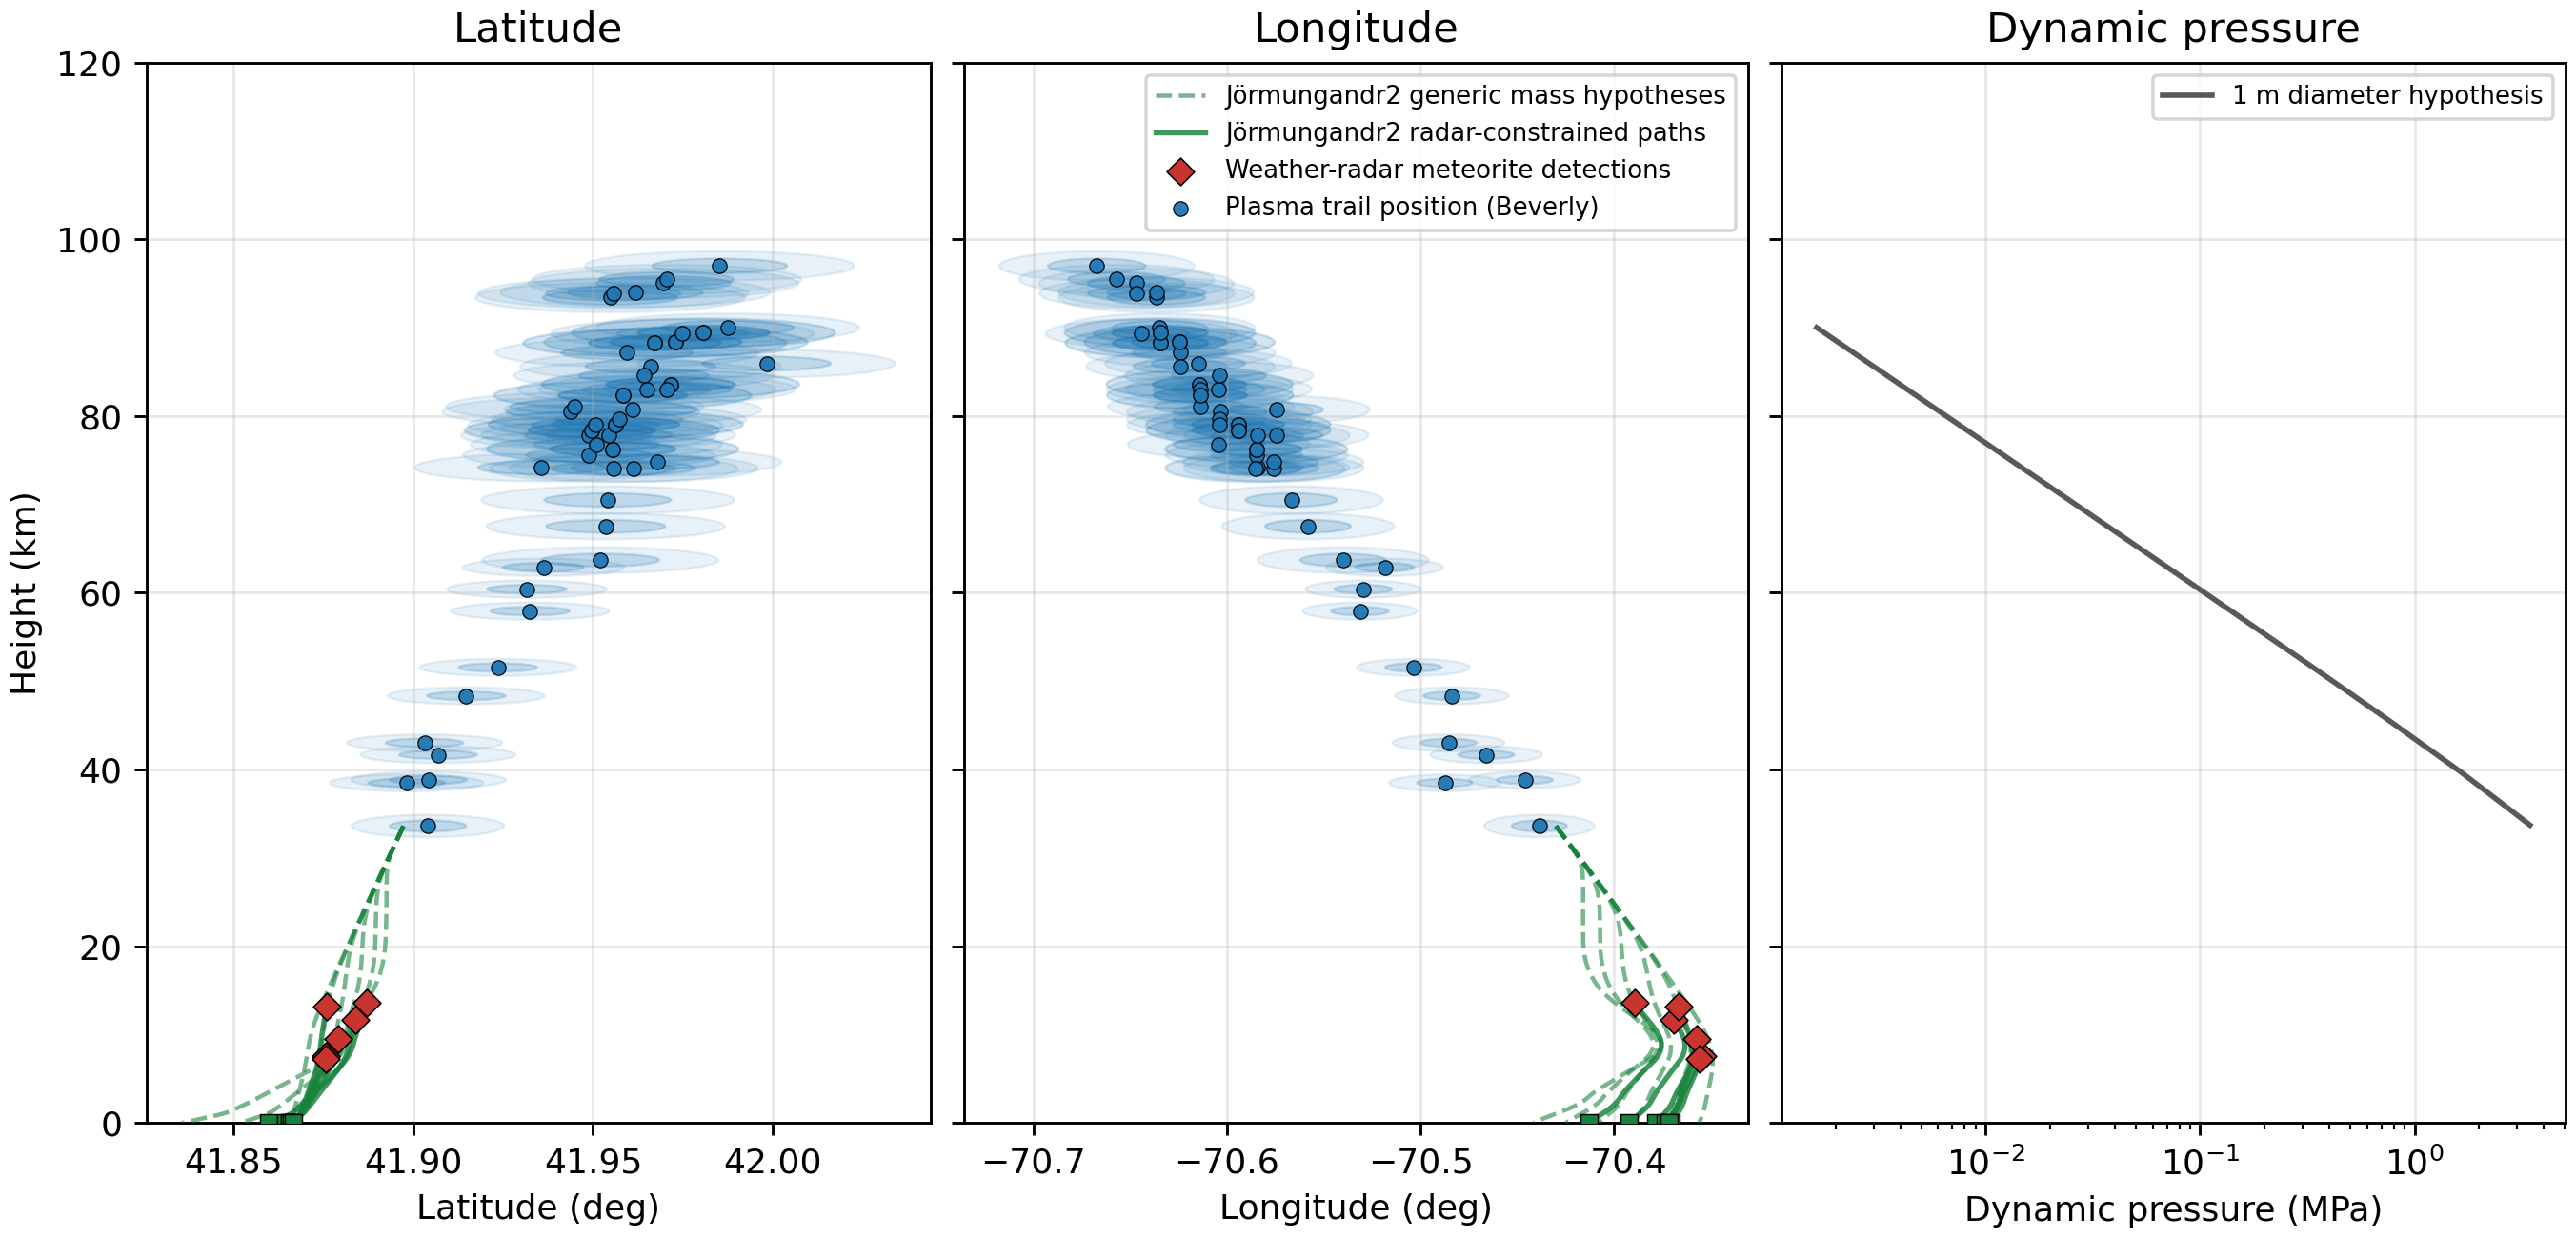 Latitude
Longitude
Dynamic pressure
Height (km)
120
100
80
60
40
20
0
41.85
41.90
41.95
42.00
Latitude (deg)
Jörmungandr2 generic mass hypotheses
Jörmungandr2 radar-constrained paths
Weather-radar meteorite detections
Plasma trail position (Beverly)
−70.7
−70.6
−70.5
−70.4
Longitude (deg)
1 m diameter hypothesis
10⁻²
10⁻¹
10⁰
Dynamic pressure (MPa)